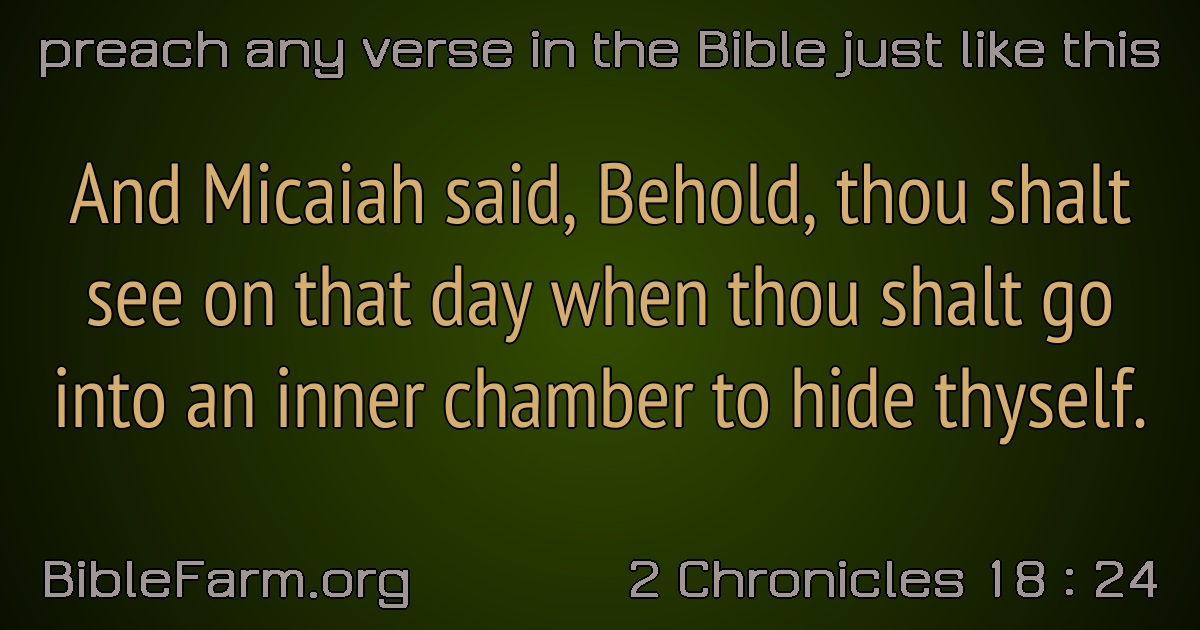 preach any verse in the Bible just like this
And Micaiah said, Behold, thou shalt
see on that day when thou shalt go
into an inner chamber to hide thyself.
BibleFarm.org
2 Chronicles 18 : 24